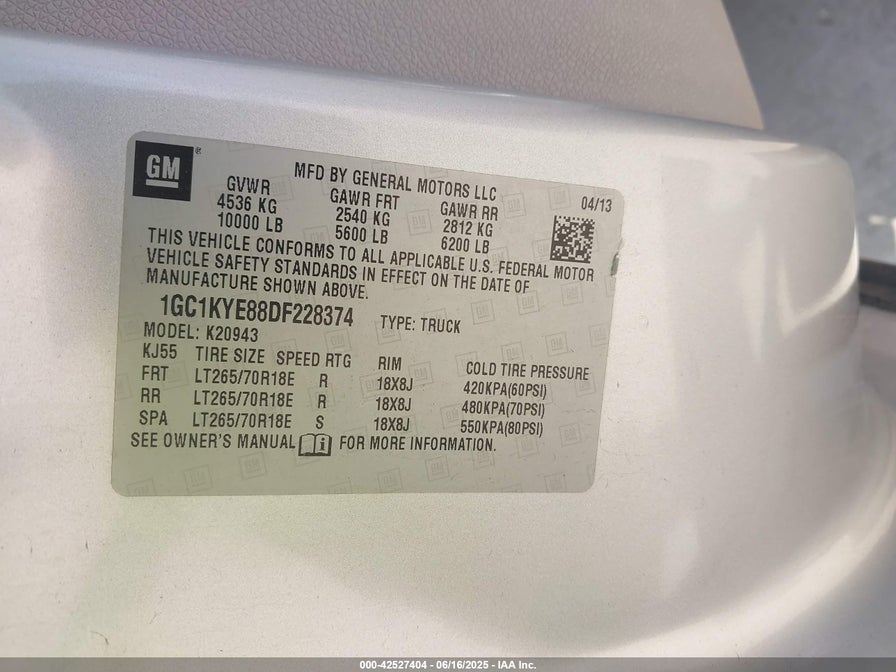 GM
®
MFD BY GENERAL MOTORS LLC
04/13
GVWR GAWR FRT GAWR RR
4536 KG 2540 KG 2812 KG
10000 LB 5600 LB 6200 LB
THIS VEHICLE CONFORMS TO ALL APPLICABLE U.S. FEDERAL MOTOR
VEHICLE SAFETY STANDARDS IN EFFECT ON THE DATE OF
MANUFACTURE SHOWN ABOVE.
1GC1KYE88DF228374 TYPE: TRUCK
MODEL: K20943
KJ55 TIRE SIZE SPEED RTG RIM COLD TIRE PRESSURE
FRT LT265/70R18E R 18X8J 420KPA(60PSI)
RR LT265/70R18E R 18X8J 480KPA(70PSI)
SPA LT265/70R18E S 18X8J 550KPA(80PSI)
SEE OWNER'S MANUAL FOR MORE INFORMATION.
000-42527404 - 06/16/2025 - IAA Inc.